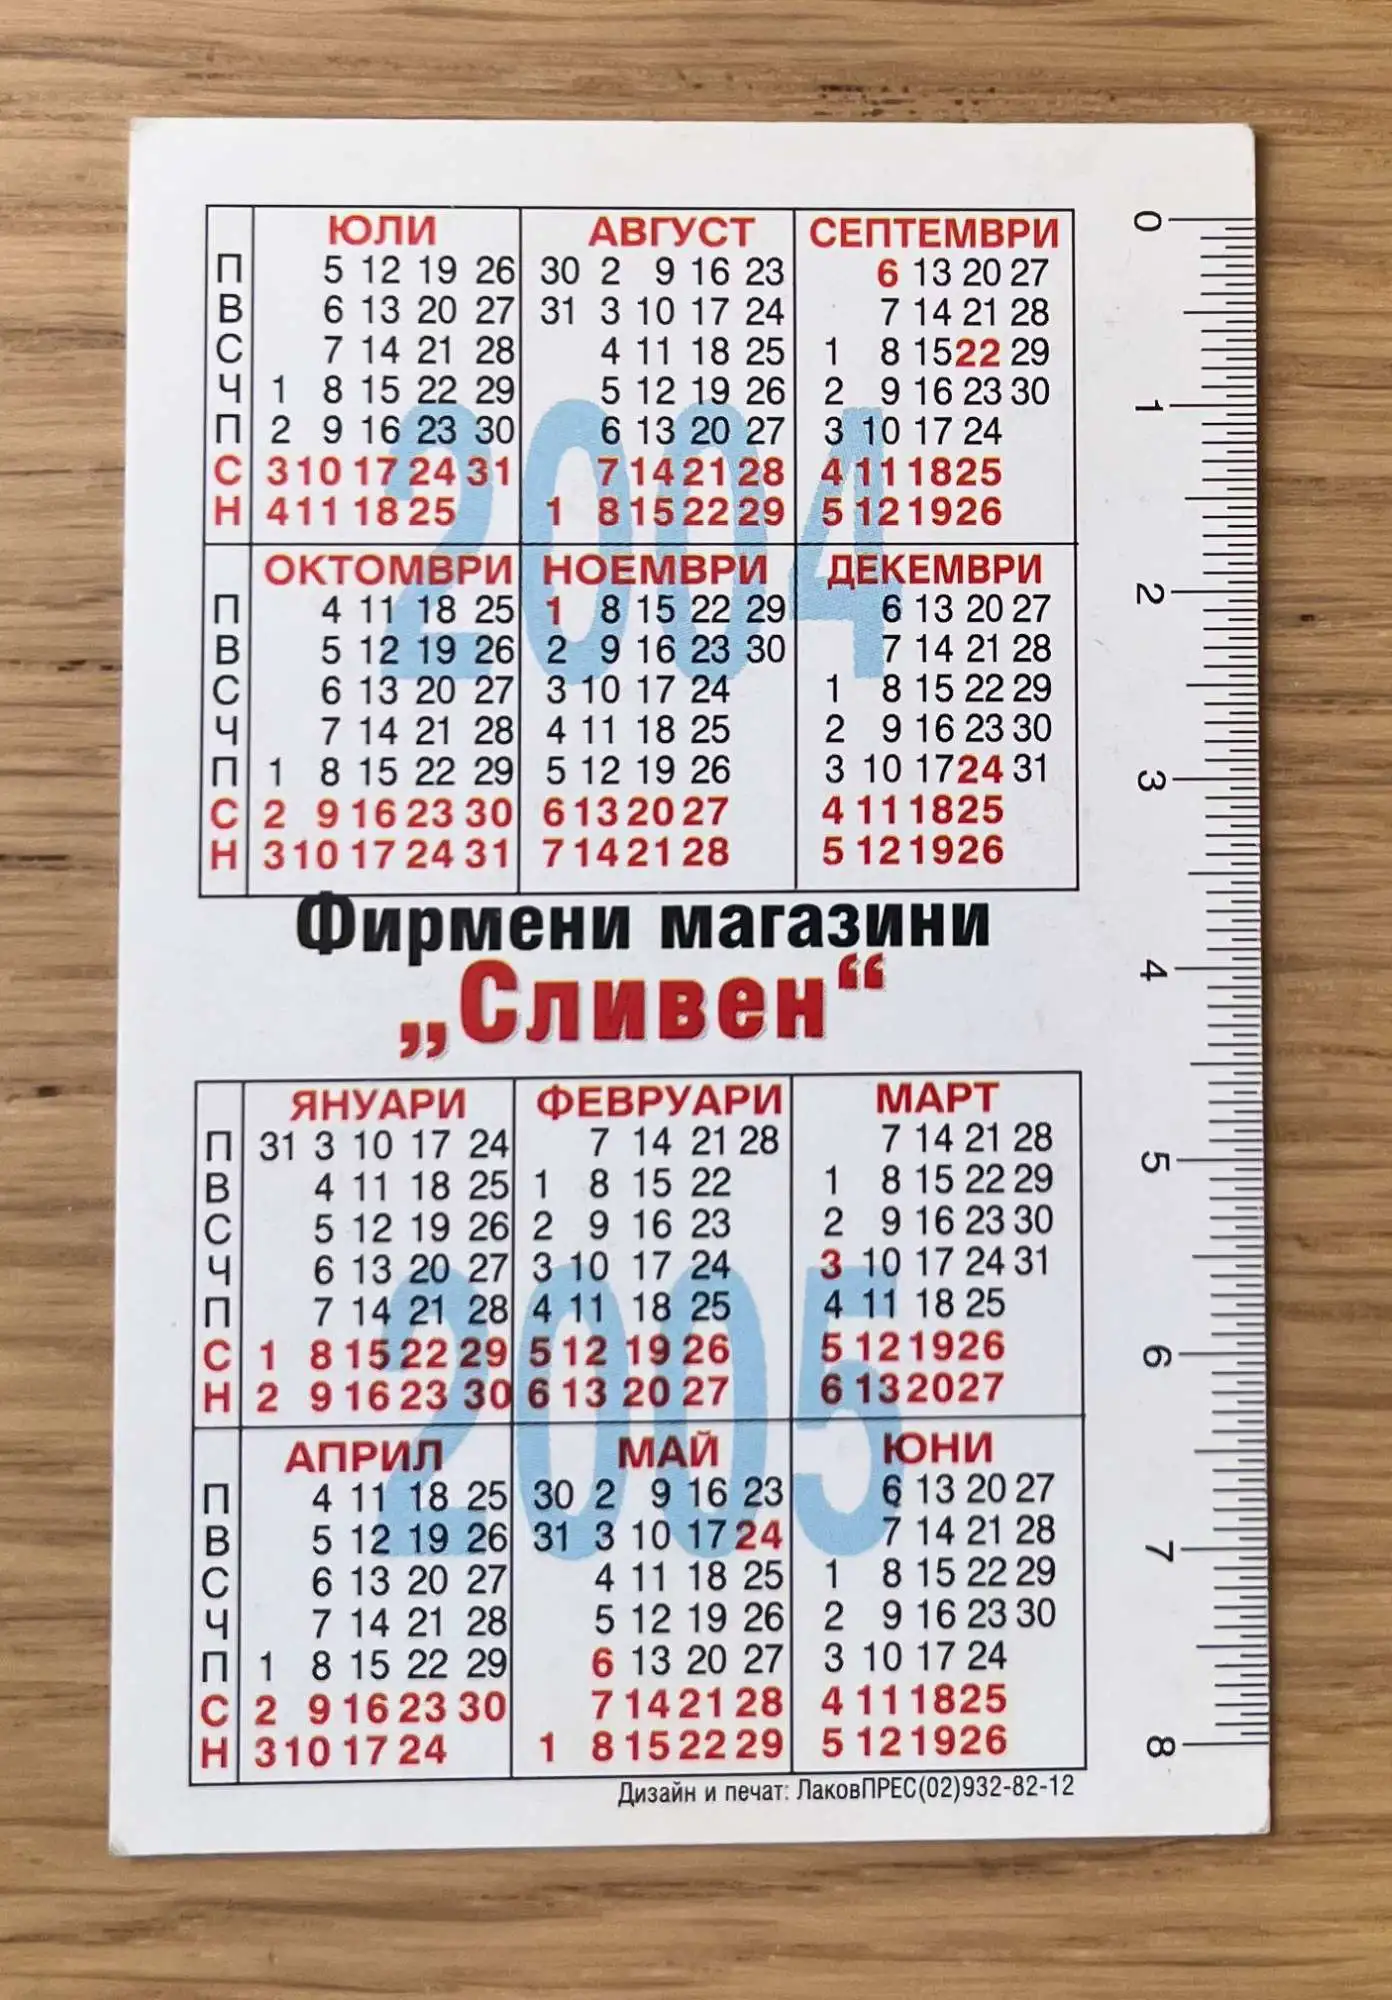 ЮЛИ АВГУСТ СЕПТЕМВРИ
П 5 12 19 26 30 2 9 16 23 6 13 20 27
В 6 13 20 27 31 3 10 17 24 7 14 21 28
С 7 14 21 28 4 11 18 25 1 8 15 22 29
Ч 1 8 15 22 29 5 12 19 26 2 9 16 23 30
П 2 9 16 23 30 6 13 20 27 3 10 17 24
С 3 10 17 24 31 7 14 21 28 4 11 18 25
Н 4 11 18 25 1 8 15 22 29 5 12 19 26
2004
ОКТОМВРИ НОЕМВРИ ДЕКЕМВРИ
П 4 11 18 25 1 8 15 22 29 6 13 20 27
В 5 12 19 26 2 9 16 23 30 7 14 21 28
С 6 13 20 27 3 10 17 24 1 8 15 22 29
Ч 7 14 21 28 4 11 18 25 2 9 16 23 30
П 1 8 15 22 29 5 12 19 26 3 10 17 24 31
С 2 9 16 23 30 6 13 20 27 4 11 18 25
Н 3 10 17 24 31 7 14 21 28 5 12 19 26
Фирмени магазини
„Сливен“
ЯНУАРИ ФЕВРУАРИ МАРТ
П 31 3 10 17 24 7 14 21 28 7 14 21 28
В 4 11 18 25 1 8 15 22 1 8 15 22 29
С 5 12 19 26 2 9 16 23 2 9 16 23 30
Ч 6 13 20 27 3 10 17 24 3 10 17 24 31
П 7 14 21 28 4 11 18 25 4 11 18 25
С 1 8 15 22 29 5 12 19 26 5 12 19 26
Н 2 9 16 23 30 6 13 20 27 6 13 20 27
2005
АПРИЛ МАЙ ЮНИ
П 4 11 18 25 30 2 9 16 23 6 13 20 27
В 5 12 19 26 31 3 10 17 24 7 14 21 28
С 6 13 20 27 4 11 18 25 1 8 15 22 29
Ч 7 14 21 28 5 12 19 26 2 9 16 23 30
П 1 8 15 22 29 6 13 20 27 3 10 17 24
С 2 9 16 23 30 7 14 21 28 4 11 18 25
Н 3 10 17 24 1 8 15 22 29 5 12 19 26
Дизайн и печат: ЛаковПРЕС(02)932-82-12
0 1 2 3 4 5 6 7 8